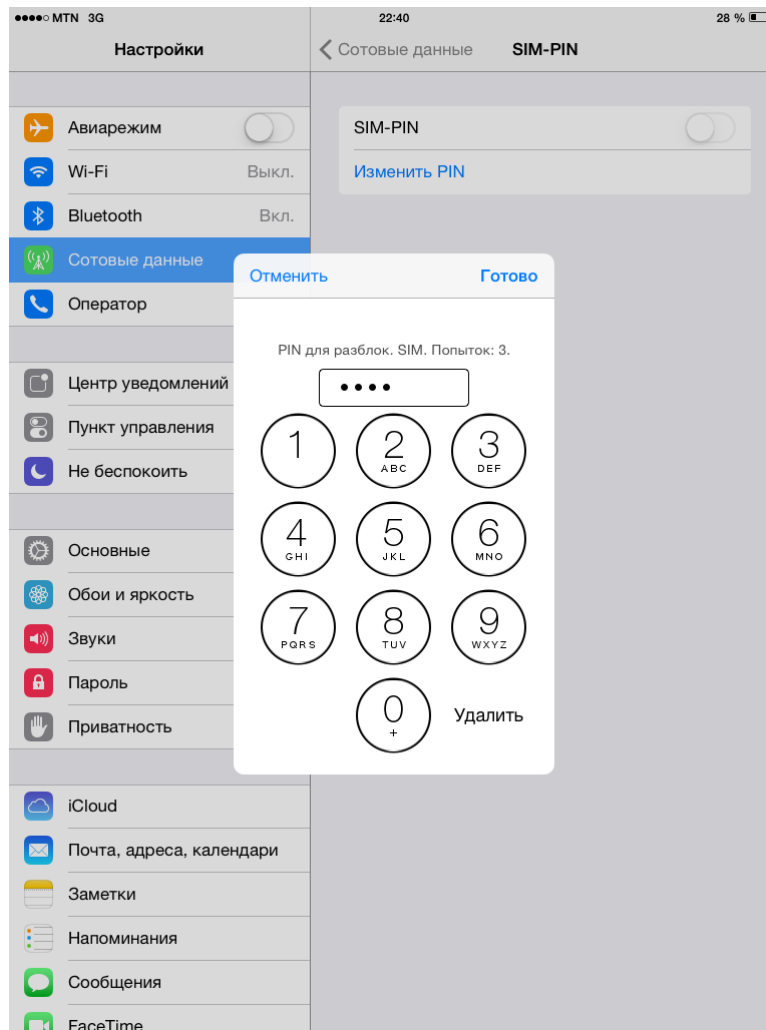 MTN 3G 22:40 28 %
Настройки
Сотовые данные SIM-PIN
Авиарежим
Wi-Fi Выкл.
Bluetooth Вкл.
Сотовые данные
Оператор
Центр уведомлений
Пункт управления
Не беспокоить
Основные
Обои и яркость
Звуки
Пароль
Приватность
iCloud
Почта, адреса, календари
Заметки
Напоминания
Сообщения
FaceTime
SIM-PIN
Изменить PIN
Отменить Готово
PIN для разблок. SIM. Попыток: 3.
1 2 3
ABC DEF
4 5 6
GHI JKL MNO
7 8 9
PQRS TUV WXYZ
0 Удалить
+